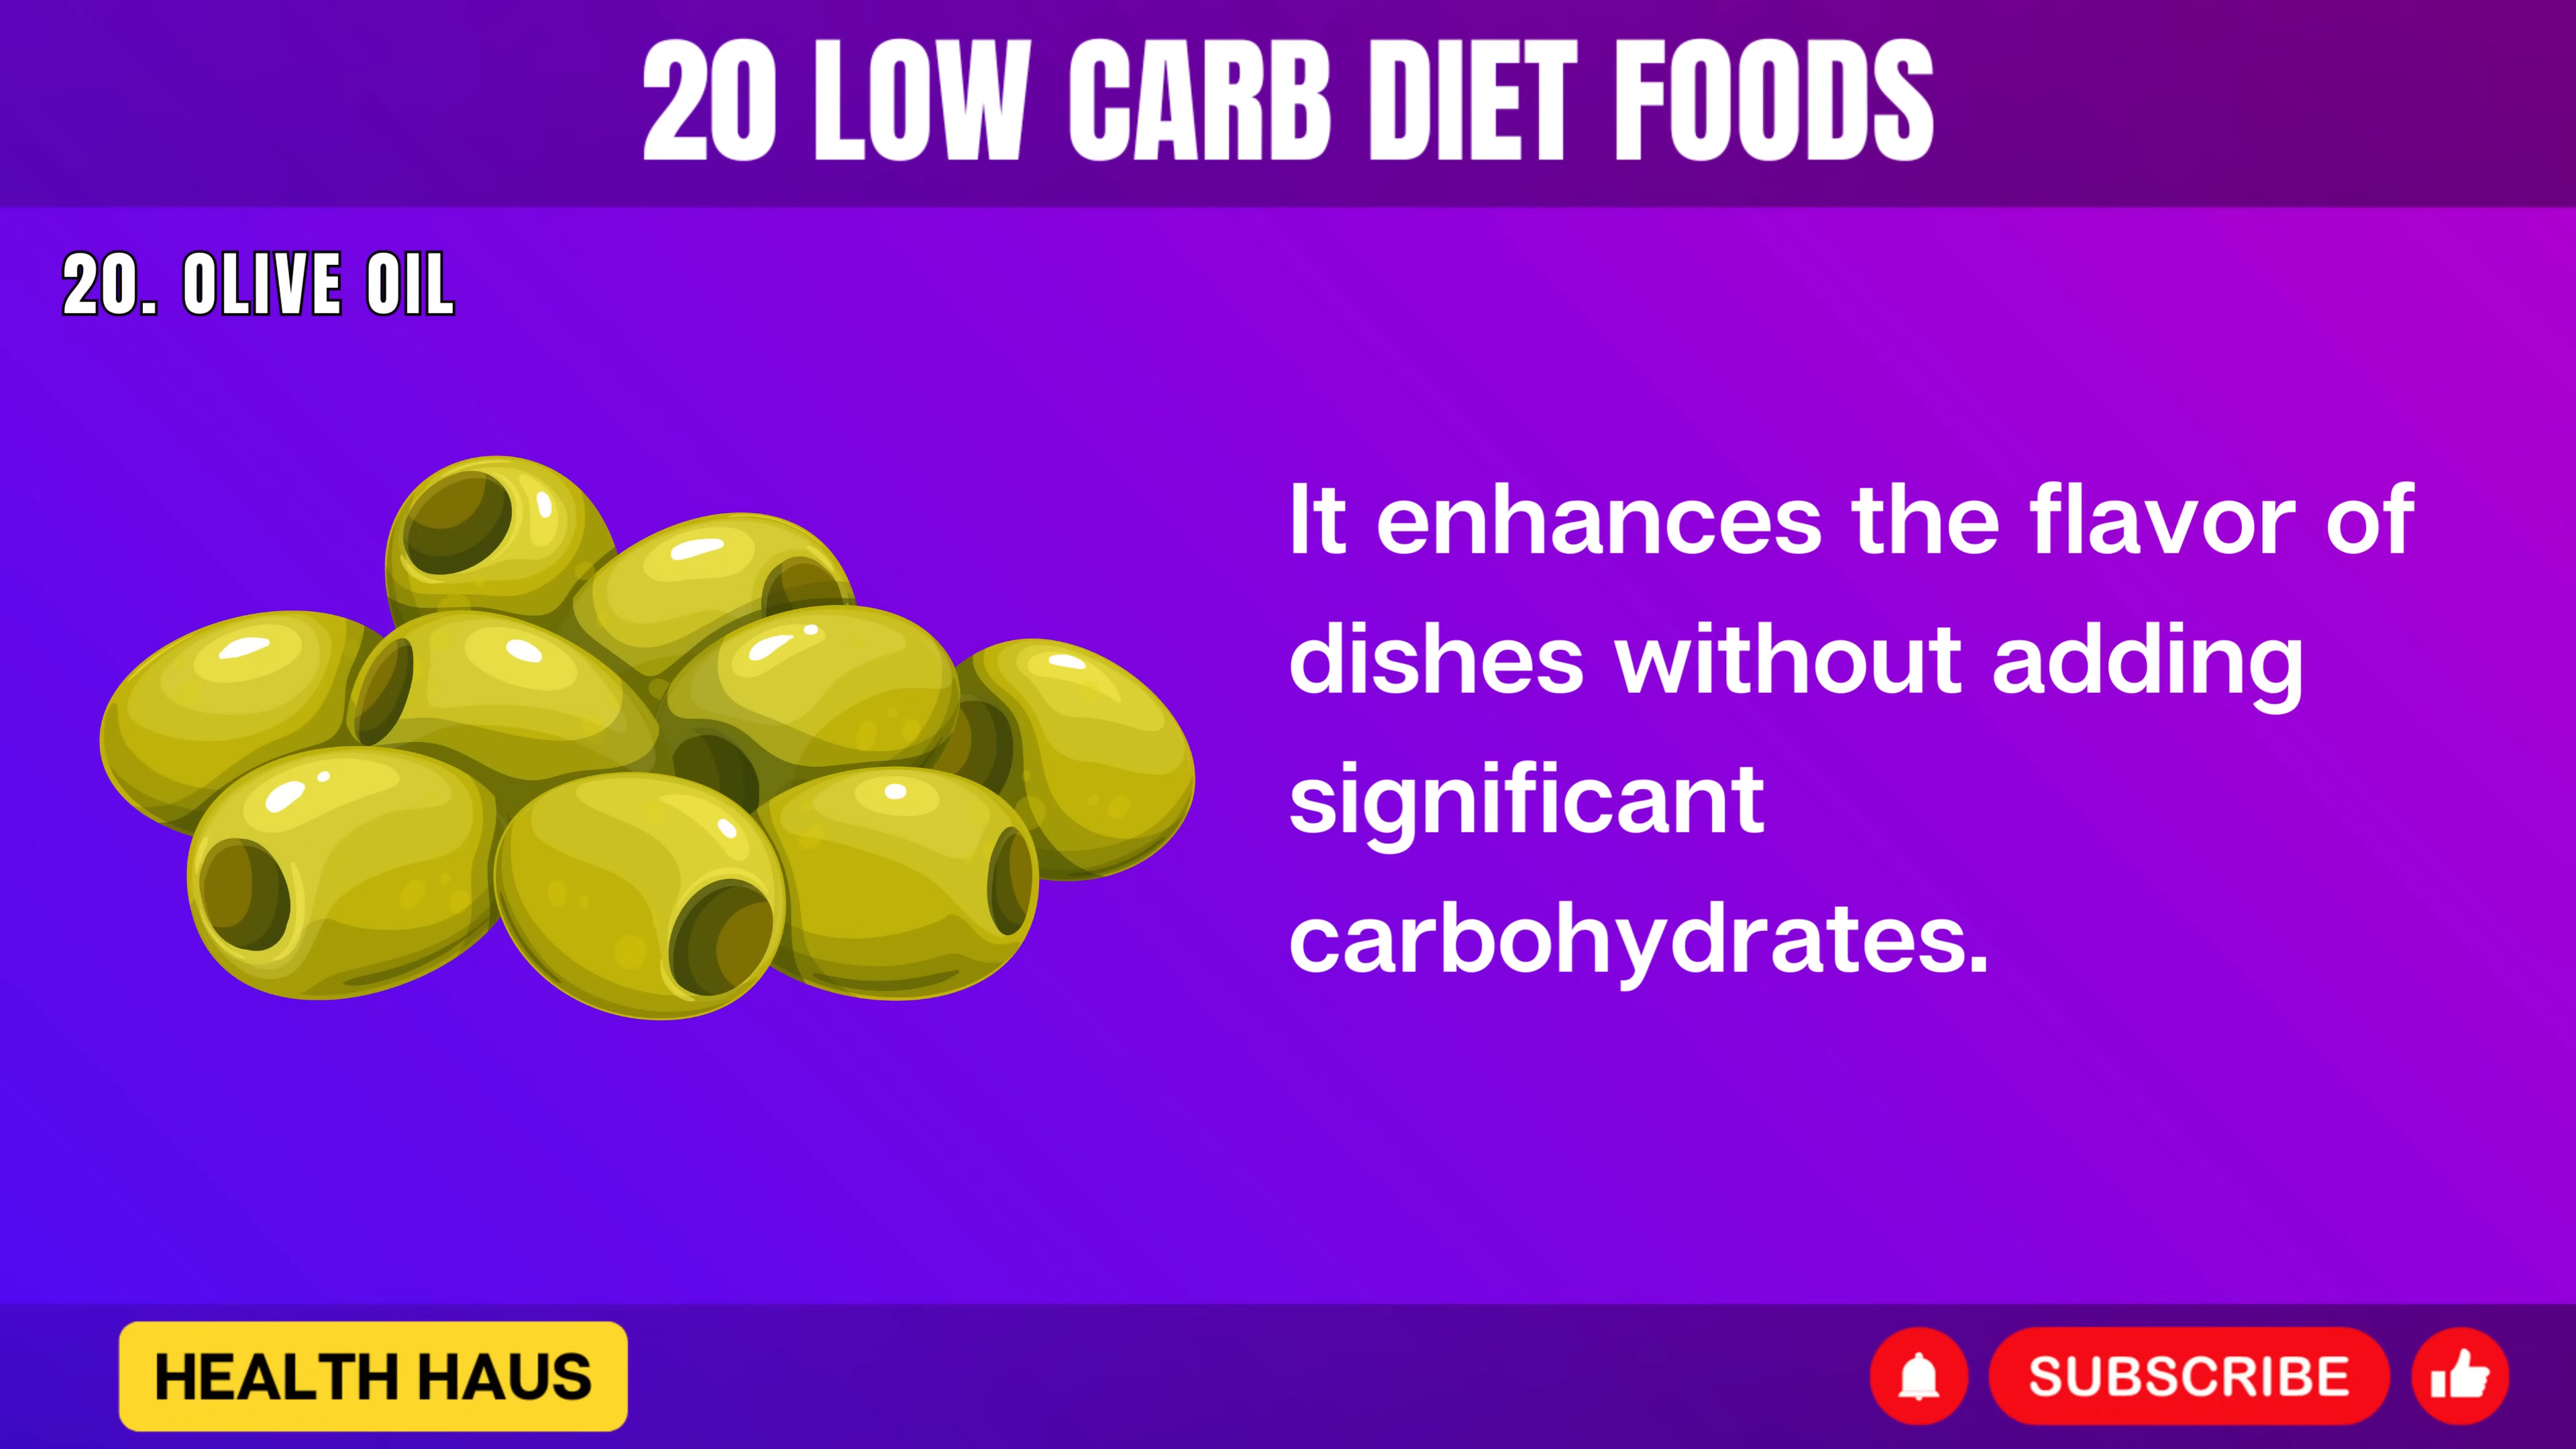 20 LOW CARB DIET FOODS
20. OLIVE OIL
It enhances the flavor of
dishes without adding
significant
carbohydrates.
HEALTH HAUS
SUBSCRIBE